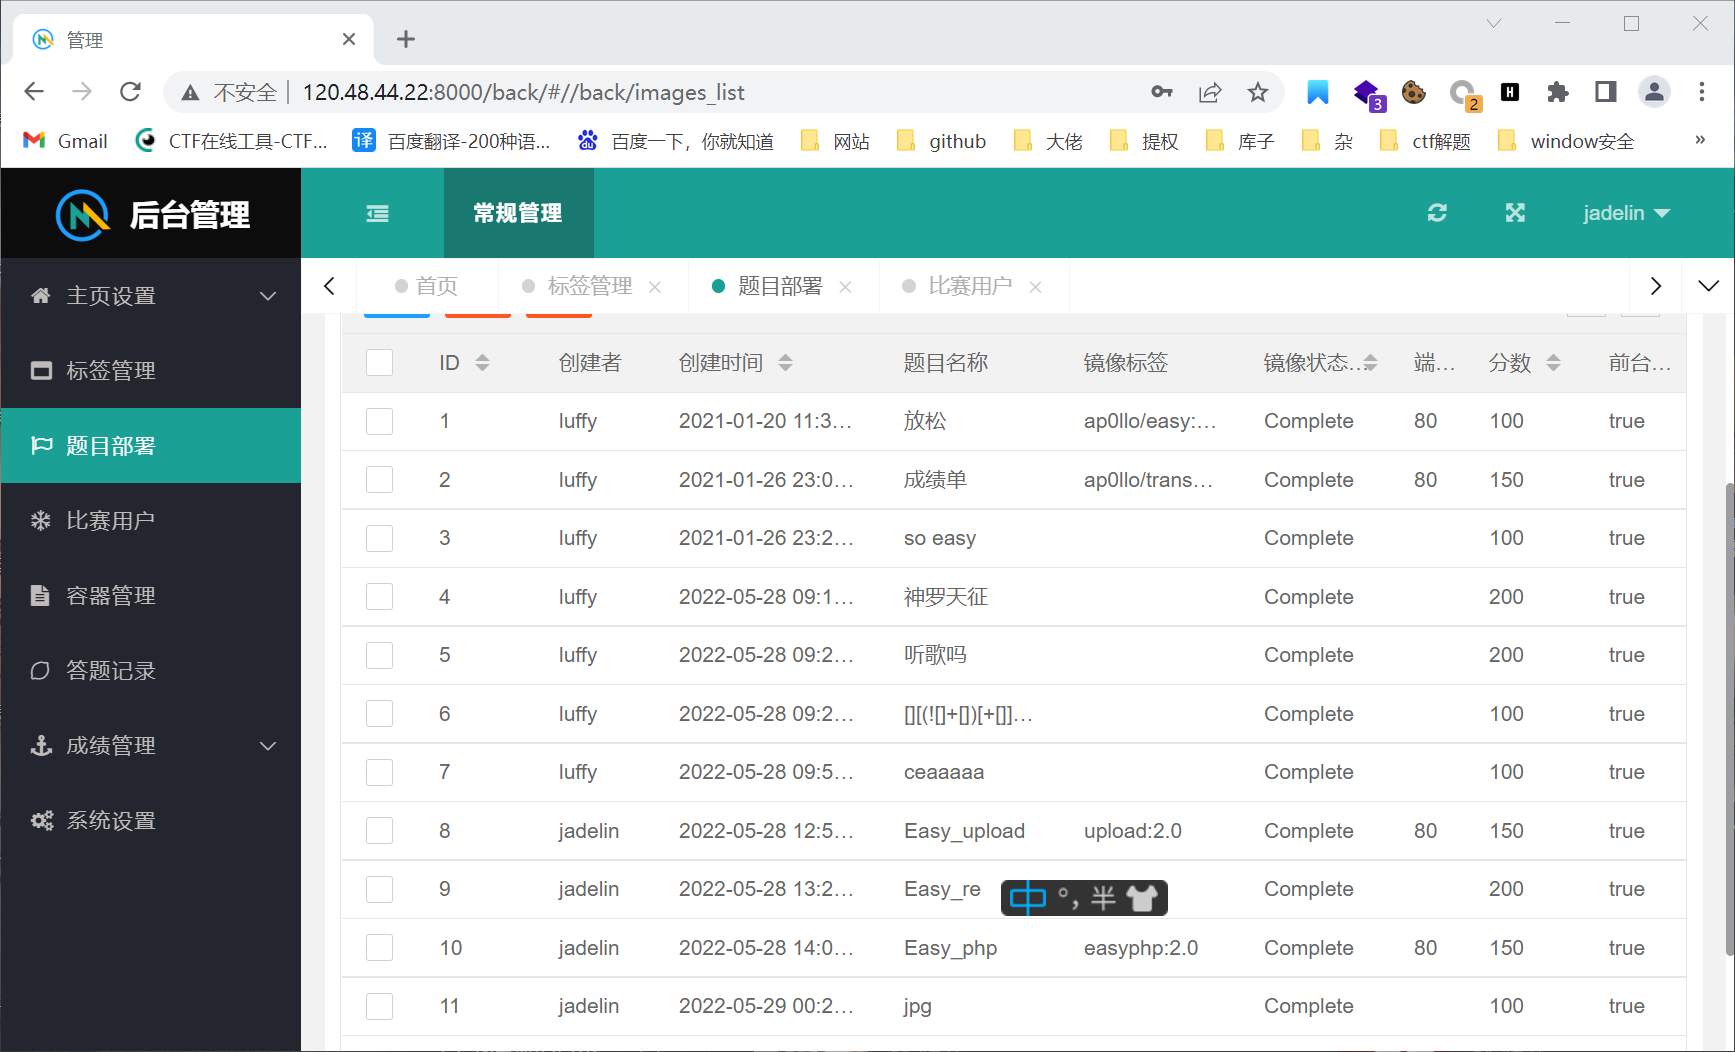 管理
不安全 120.48.44.22:8000/back/#//back/images_list
3
2
Gmail CTF在线工具-CTF... 百度翻译-200种语... 百度一下，你就知道 网站 github 大佬 提权 库子 杂 ctf解题 window安全 »
后台管理 常规管理 jadelin
首页 标签管理 题目部署 比赛用户
主页设置
标签管理
题目部署
比赛用户
容器管理
答题记录
成绩管理
系统设置
ID 创建者 创建时间 题目名称 镜像标签 镜像状态... 端... 分数 前台...
1 luffy 2021-01-20 11:3... 放松 ap0llo/easy:... Complete 80 100 true
2 luffy 2021-01-26 23:0... 成绩单 ap0llo/trans... Complete 80 150 true
3 luffy 2021-01-26 23:2... so easy Complete 100 true
4 luffy 2022-05-28 09:1... 神罗天征 Complete 200 true
5 luffy 2022-05-28 09:2... 听歌吗 Complete 200 true
6 luffy 2022-05-28 09:2... [][(![]+[])[+[]]... Complete 100 true
7 luffy 2022-05-28 09:5... ceaaaaa Complete 100 true
8 jadelin 2022-05-28 12:5... Easy_upload upload:2.0 Complete 80 150 true
9 jadelin 2022-05-28 13:2... Easy_re Complete 200 true
中 °, 半
10 jadelin 2022-05-28 14:0... Easy_php easyphp:2.0 Complete 80 150 true
11 jadelin 2022-05-29 00:2... jpg Complete 100 true